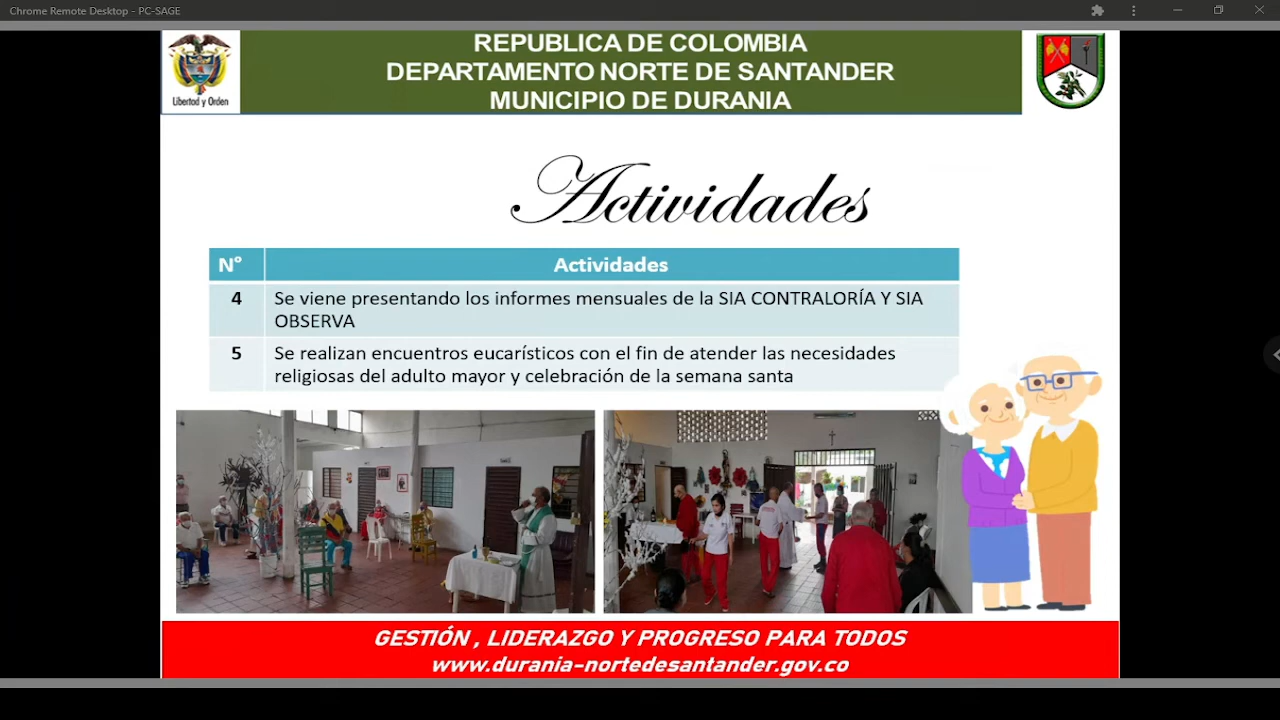 Chrome Remote Desktop - PC-SAGE
REPUBLICA DE COLOMBIA
DEPARTAMENTO NORTE DE SANTANDER
MUNICIPIO DE DURANIA
Libertad y Orden
Actividades
N° Actividades
4 Se viene presentando los informes mensuales de la SIA CONTRALORÍA Y SIA
OBSERVA
5 Se realizan encuentros eucarísticos con el fin de atender las necesidades
religiosas del adulto mayor y celebración de la semana santa
GESTIÓN , LIDERAZGO Y PROGRESO PARA TODOS
www.durania-nortedesantander.gov.co